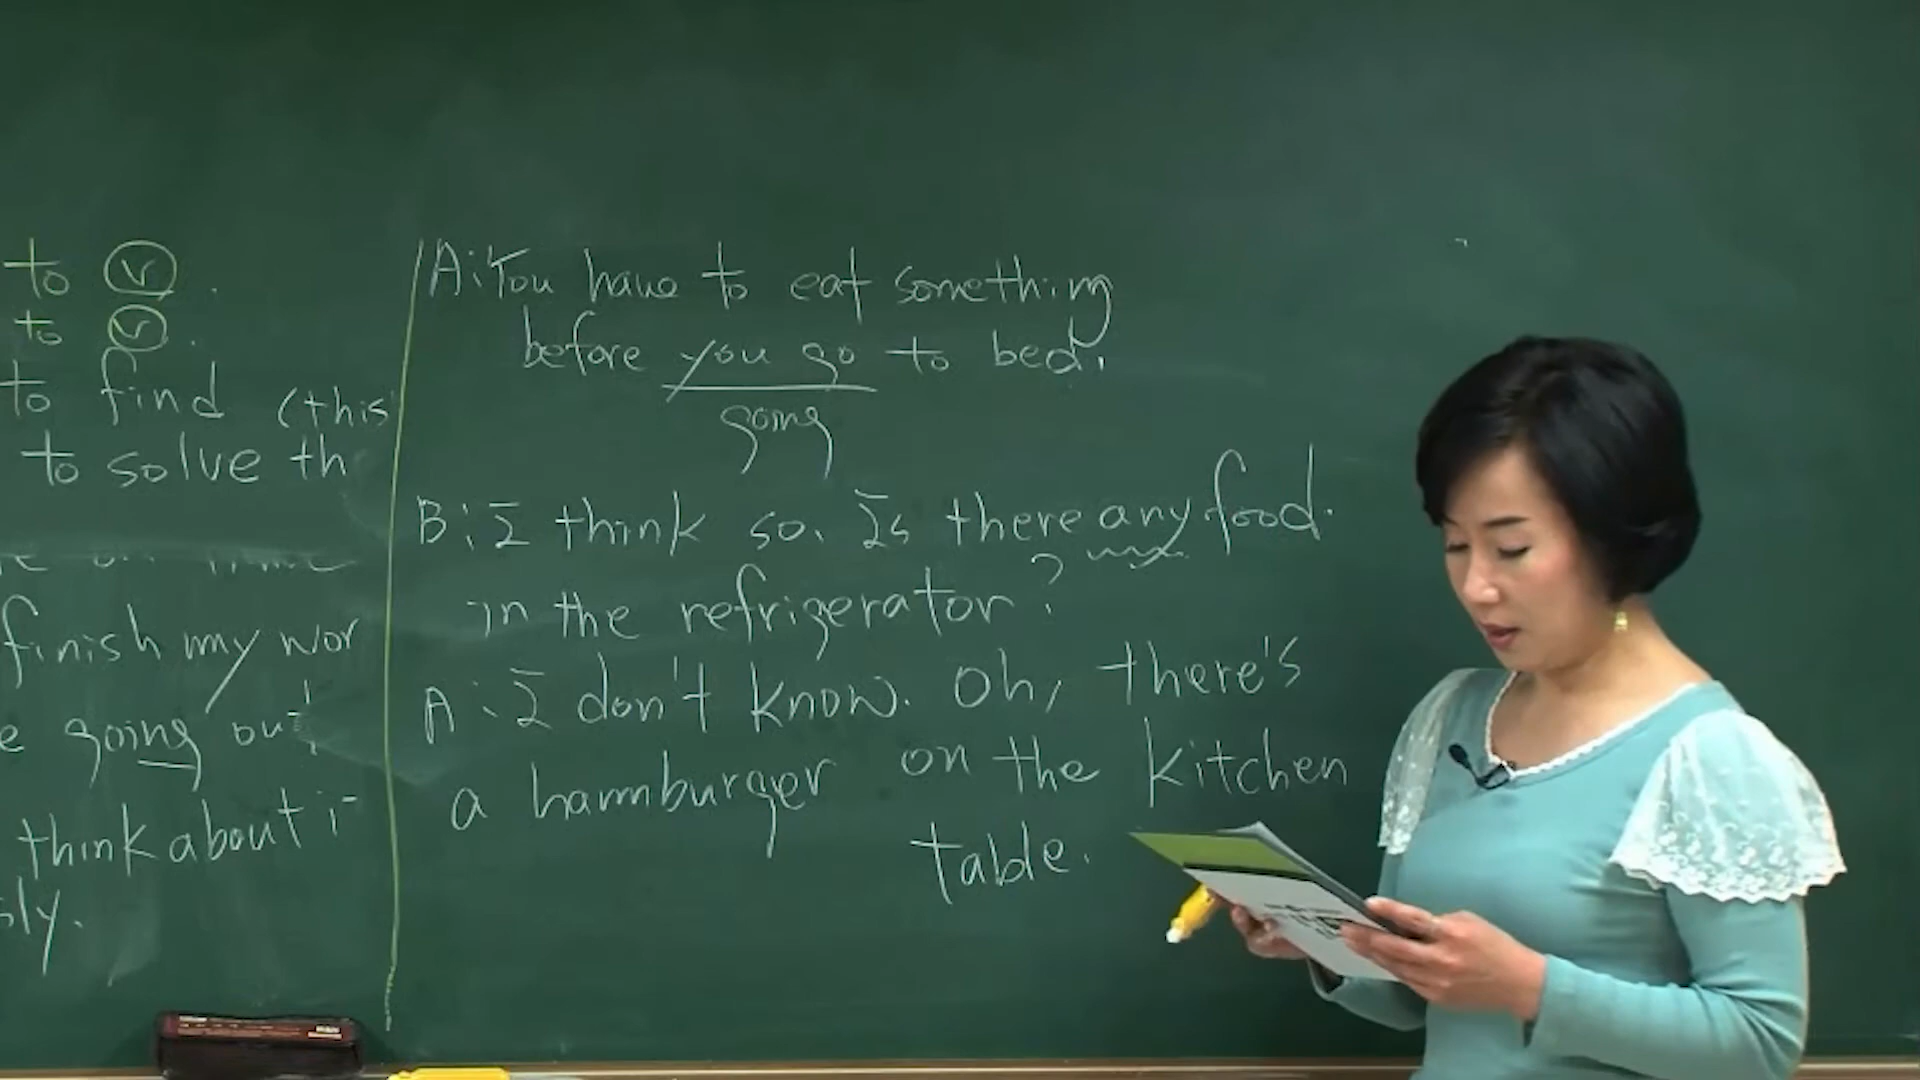 to v.
to v.
to find (this
to solve th
finish my wor
going out
think about
A: You have to eat something
before you go to bed.
going
B: I think so. Is there any food.
in the refrigerator?
A: I don't know. Oh, there's
a hamburger on the kitchen
table.